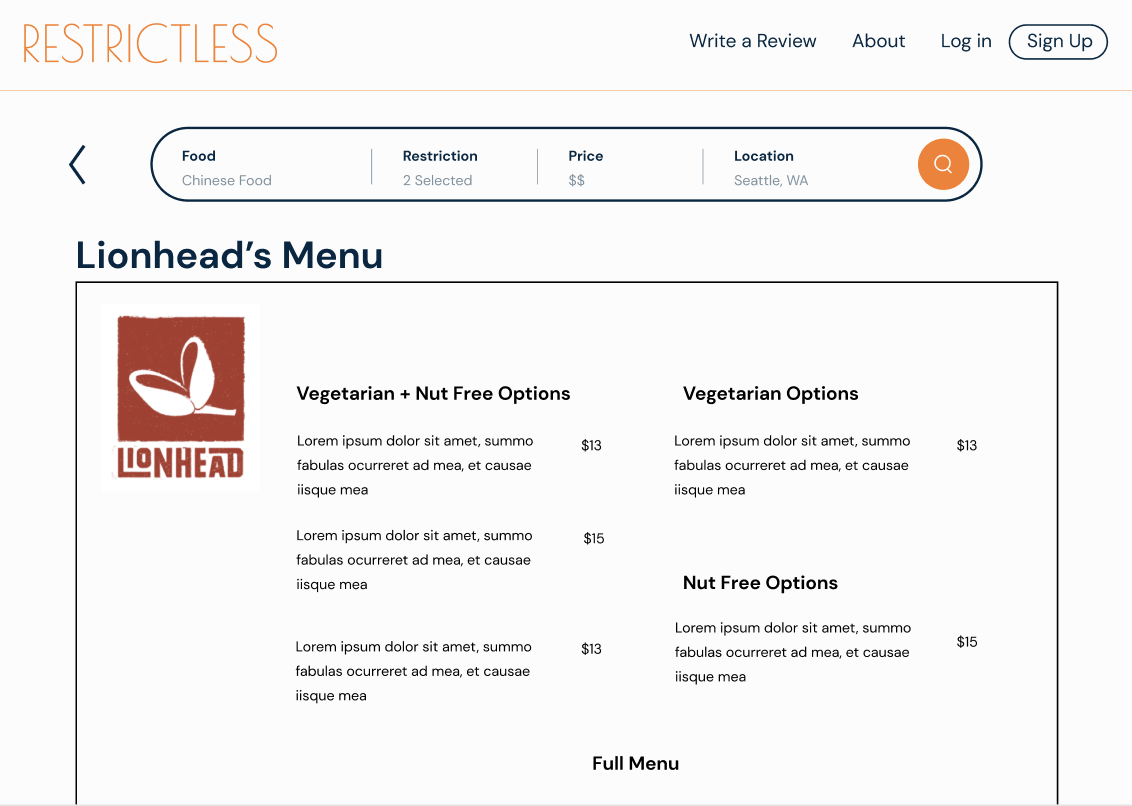 RESTRICTLESS
Write a Review
About
Log in
Sign Up
Food
Chinese Food
Restriction
2 Selected
Price
$$
Location
Seattle, WA
Lionhead’s Menu
LIONHEAD
Vegetarian + Nut Free Options
Lorem ipsum dolor sit amet, summo
fabulas ocurreret ad mea, et causae
iisque mea
$13
Lorem ipsum dolor sit amet, summo
fabulas ocurreret ad mea, et causae
iisque mea
$15
Lorem ipsum dolor sit amet, summo
fabulas ocurreret ad mea, et causae
iisque mea
$13
Vegetarian Options
Lorem ipsum dolor sit amet, summo
fabulas ocurreret ad mea, et causae
iisque mea
$13
Nut Free Options
Lorem ipsum dolor sit amet, summo
fabulas ocurreret ad mea, et causae
iisque mea
$15
Full Menu